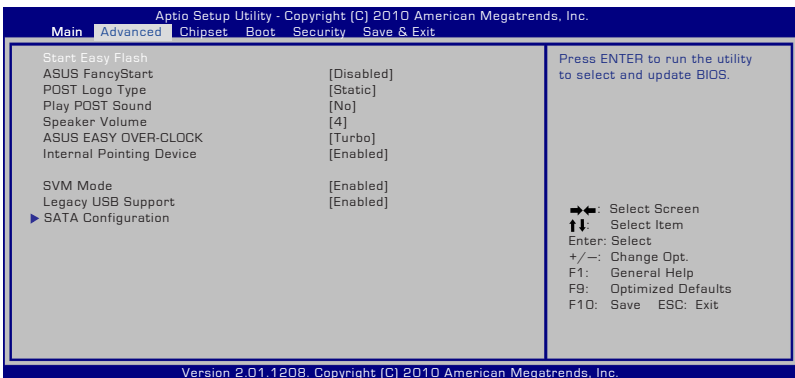 Aptio Setup Utility - Copyright (C) 2010 American Megatrends, Inc.
Main Advanced Chipset Boot Security Save & Exit
Start Easy Flash
ASUS FancyStart [Disabled]
POST Logo Type [Static]
Play POST Sound [No]
Speaker Volume [4]
ASUS EASY OVER-CLOCK [Turbo]
Internal Pointing Device [Enabled]
SVM Mode [Enabled]
Legacy USB Support [Enabled]
SATA Configuration
Press ENTER to run the utility
to select and update BIOS.
→←: Select Screen
↑↓: Select Item
Enter: Select
+/—: Change Opt.
F1: General Help
F9: Optimized Defaults
F10: Save ESC: Exit
Version 2.01.1208. Copyright (C) 2010 American Megatrends, Inc.